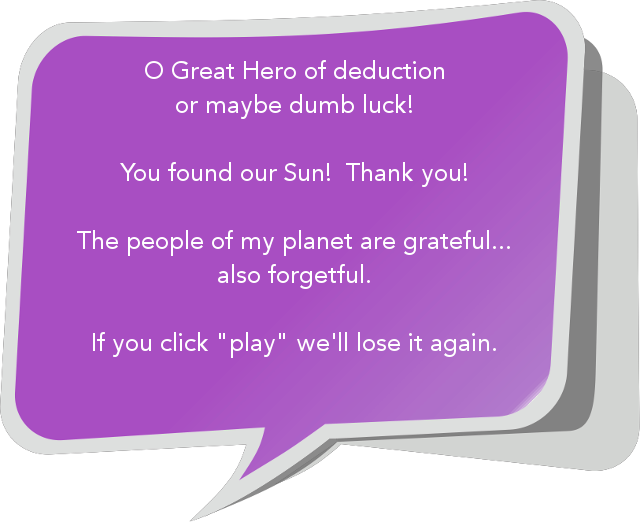 O Great Hero of deduction
or maybe dumb luck!
You found our Sun!  Thank you!
The people of my planet are grateful...
also forgetful.
If you click "play" we'll lose it again.